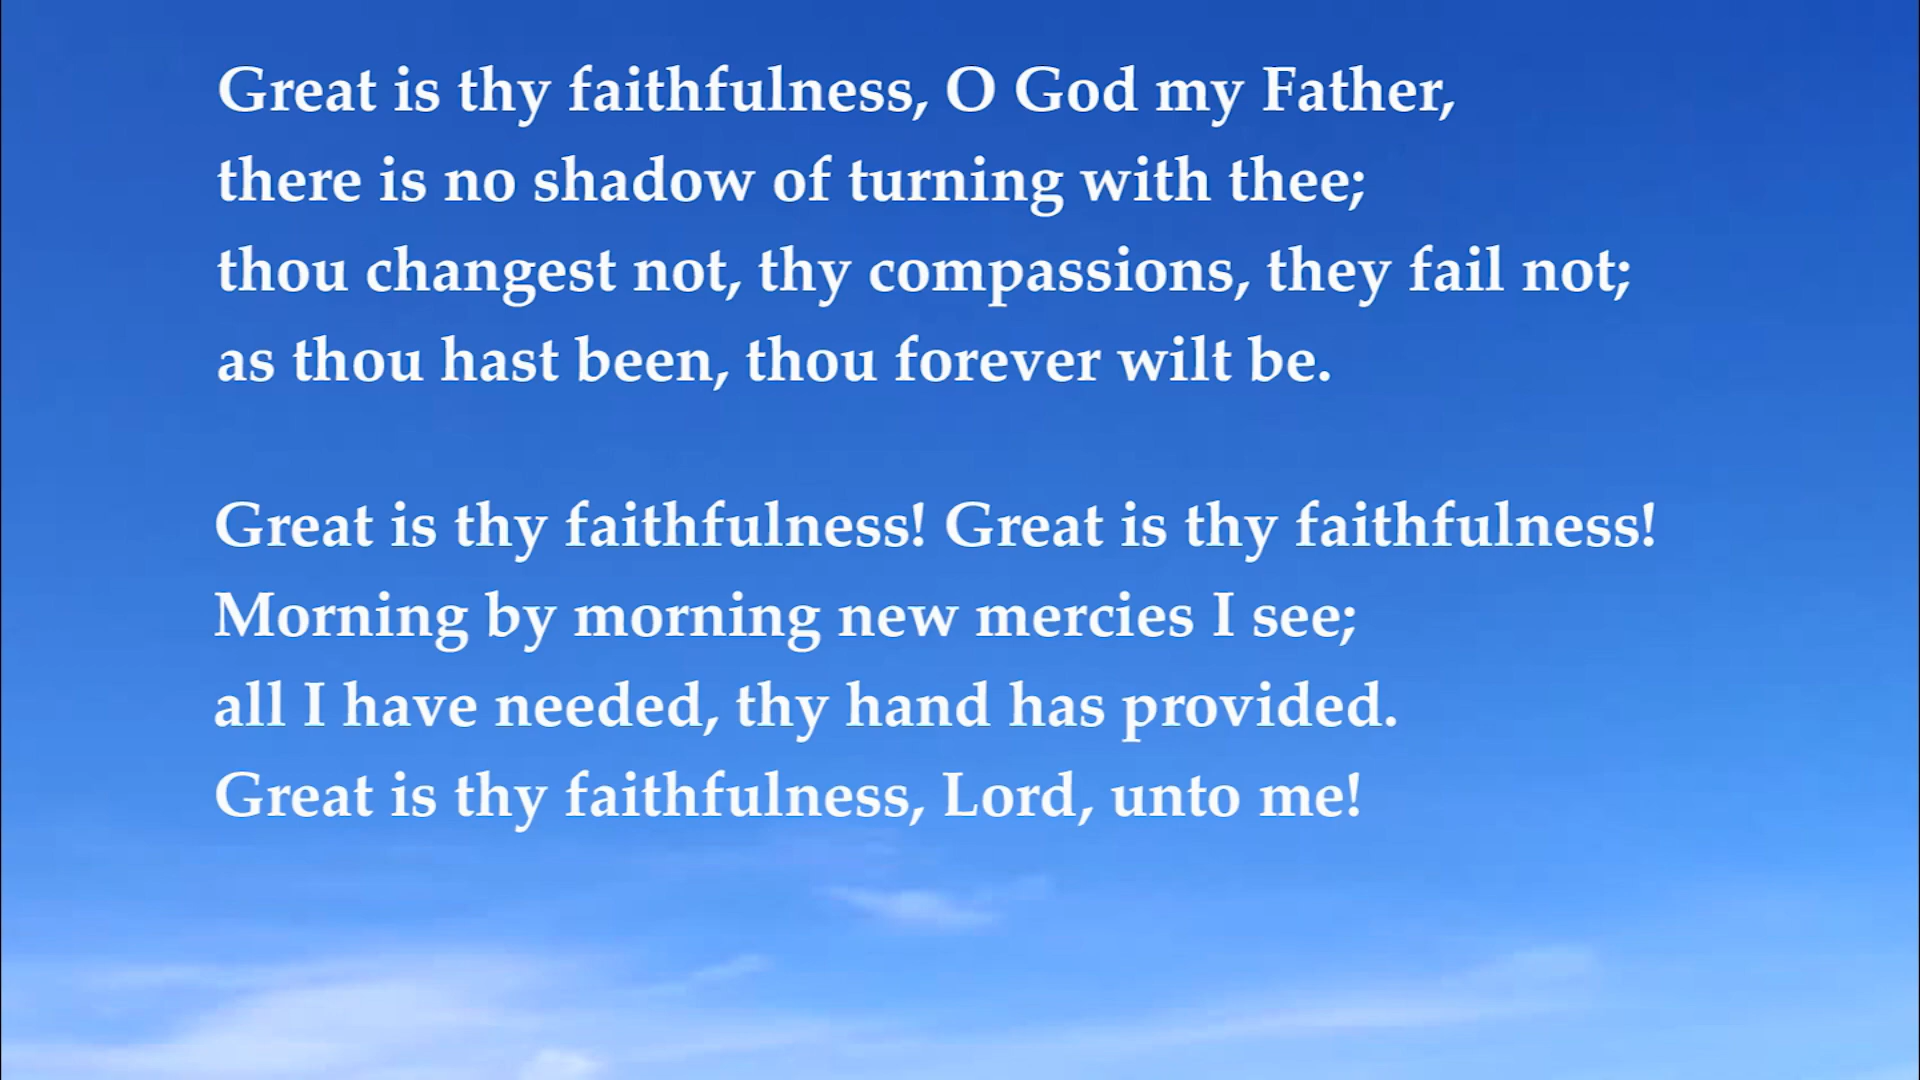 Great is thy faithfulness, O God my Father,
there is no shadow of turning with thee;
thou changest not, thy compassions, they fail not;
as thou hast been, thou forever wilt be.
Great is thy faithfulness! Great is thy faithfulness!
Morning by morning new mercies I see;
all I have needed, thy hand has provided.
Great is thy faithfulness, Lord, unto me!